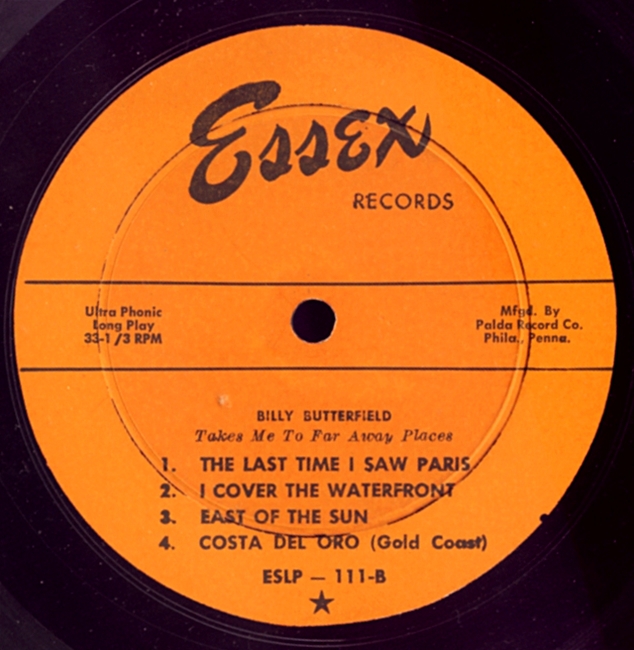 Essex
RECORDS
Ultra Phonic
Long Play
33-1/3 RPM
Mfgd. By
Palda Record Co.
Phila., Penna.
BILLY BUTTERFIELD
Takes Me To Far Away Places
1. THE LAST TIME I SAW PARIS
2. I COVER THE WATERFRONT
3. EAST OF THE SUN
4. COSTA DEL ORO (Gold Coast)
ESLP — 111-B